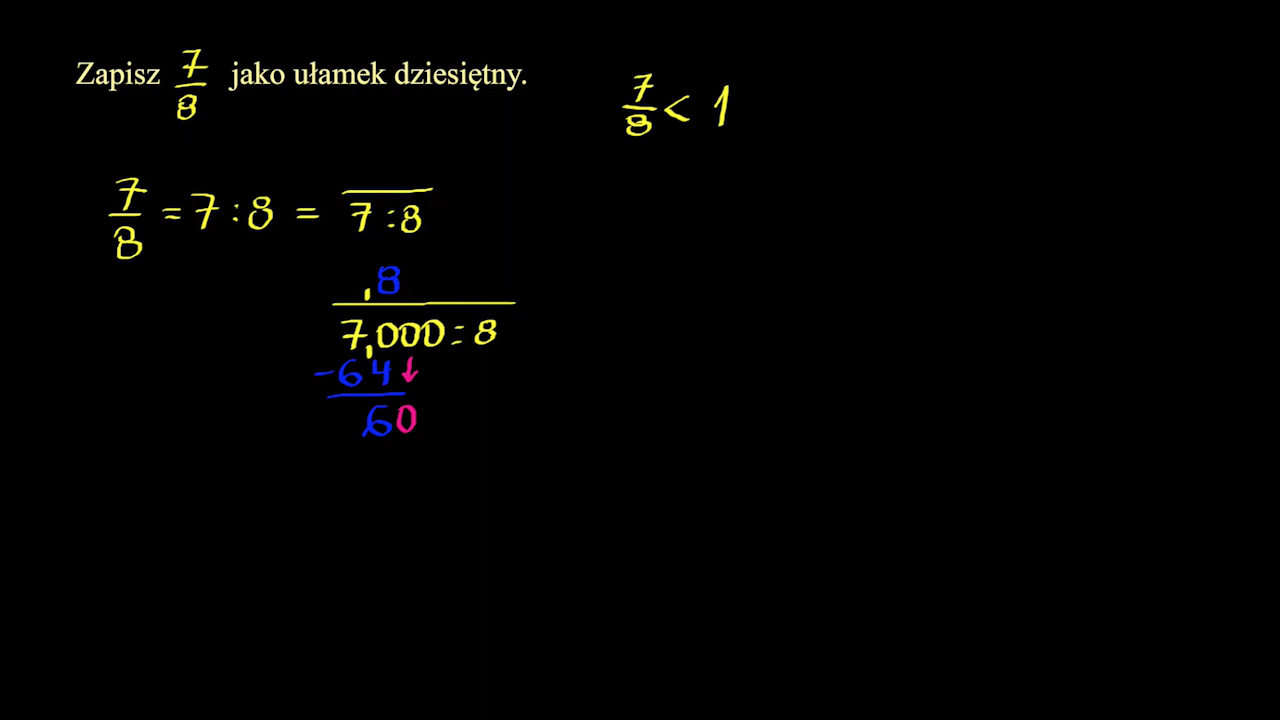 Zapisz 7/8 jako ułamek dziesiętny.
7/8 < 1
7/8 = 7 : 8 = 7 : 8
,8
7,000 : 8
-64↓
60